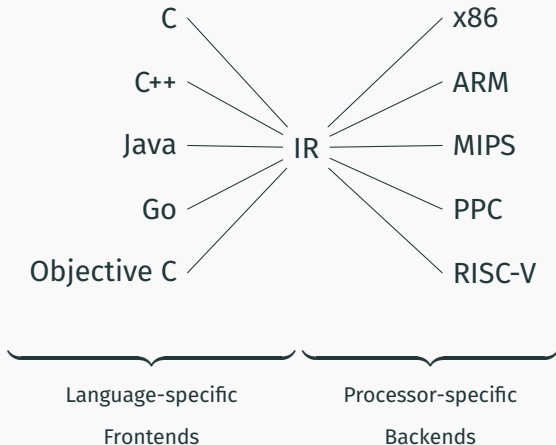 C
C++
Java
Go
Objective C
IR
x86
ARM
MIPS
PPC
RISC-V
Language-specific
Frontends
Processor-specific
Backends